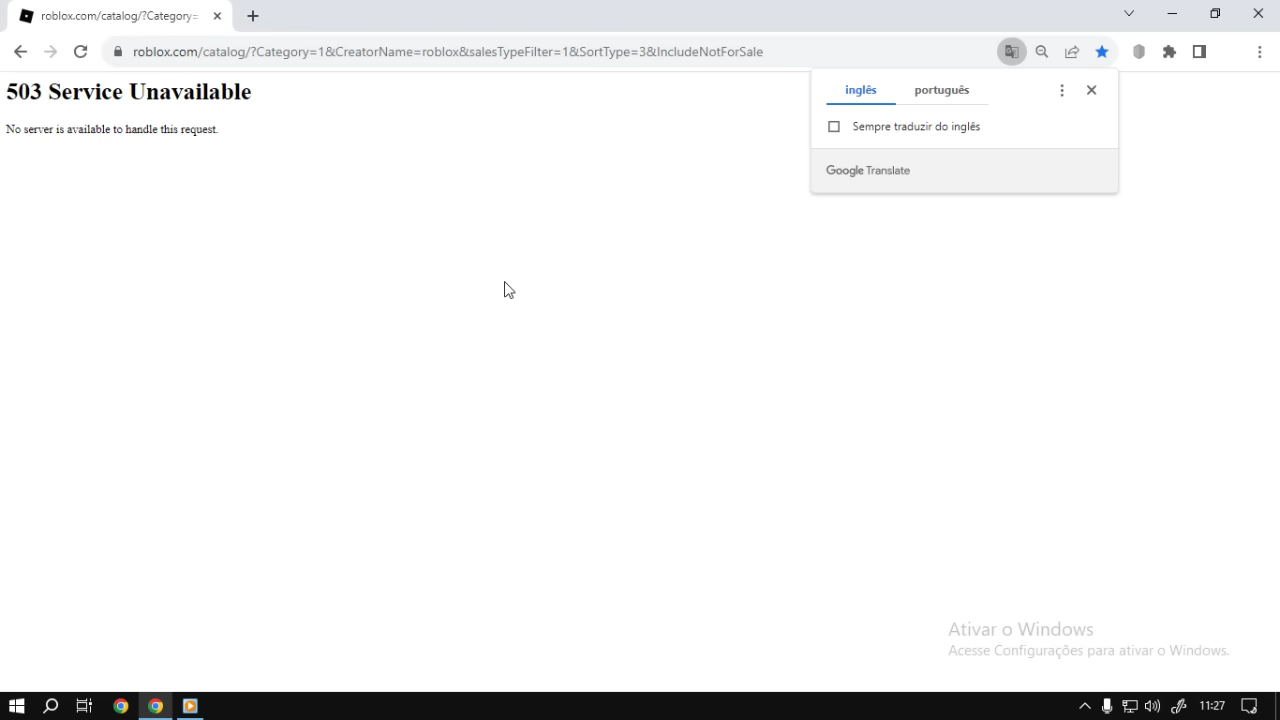 roblox.com/catalog/?Category=
roblox.com/catalog/?Category=1&CreatorName=roblox&salesTypeFilter=1&SortType=3&IncludeNotForSale
503 Service Unavailable
No server is available to handle this request.
inglês
português
Sempre traduzir do inglês
Google Translate
Ativar o Windows
Acesse Configurações para ativar o Windows.
11:27